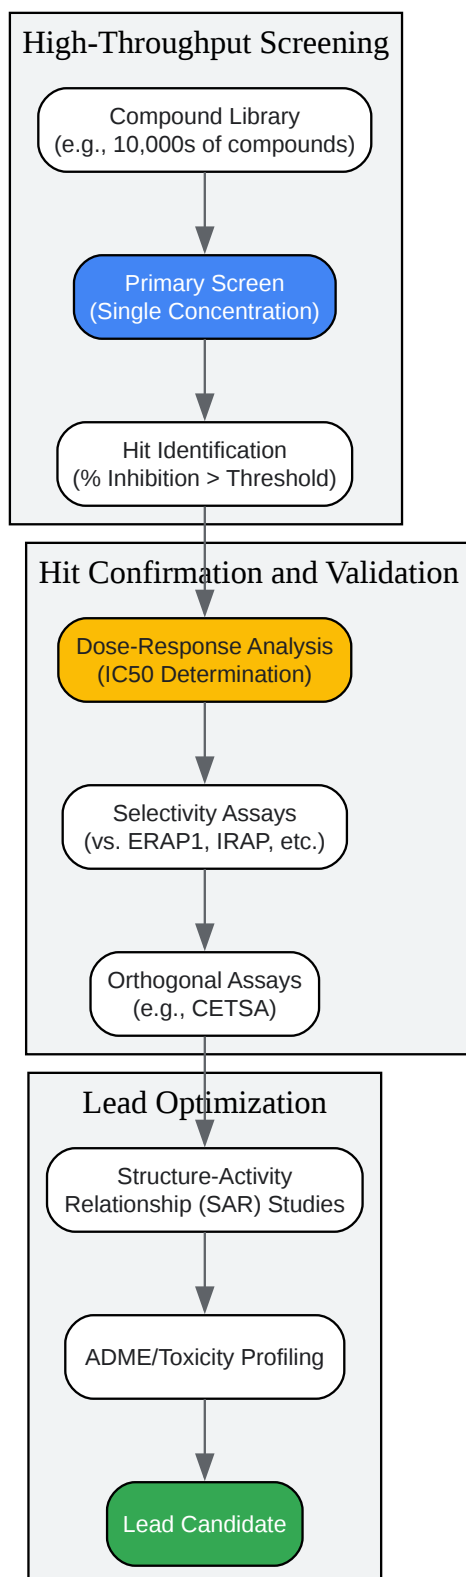 High-Throughput Screening
Compound Library
(e.g., 10,000s of compounds)
Primary Screen
(Single Concentration)
Hit Identification
(% Inhibition > Threshold)
Hit Confirmation and Validation
Dose-Response Analysis
(IC50 Determination)
Selectivity Assays
(vs. ERAP1, IRAP, etc.)
Orthogonal Assays
(e.g., CETSA)
Lead Optimization
Structure-Activity
Relationship (SAR) Studies
ADME/Toxicity Profiling
Lead Candidate